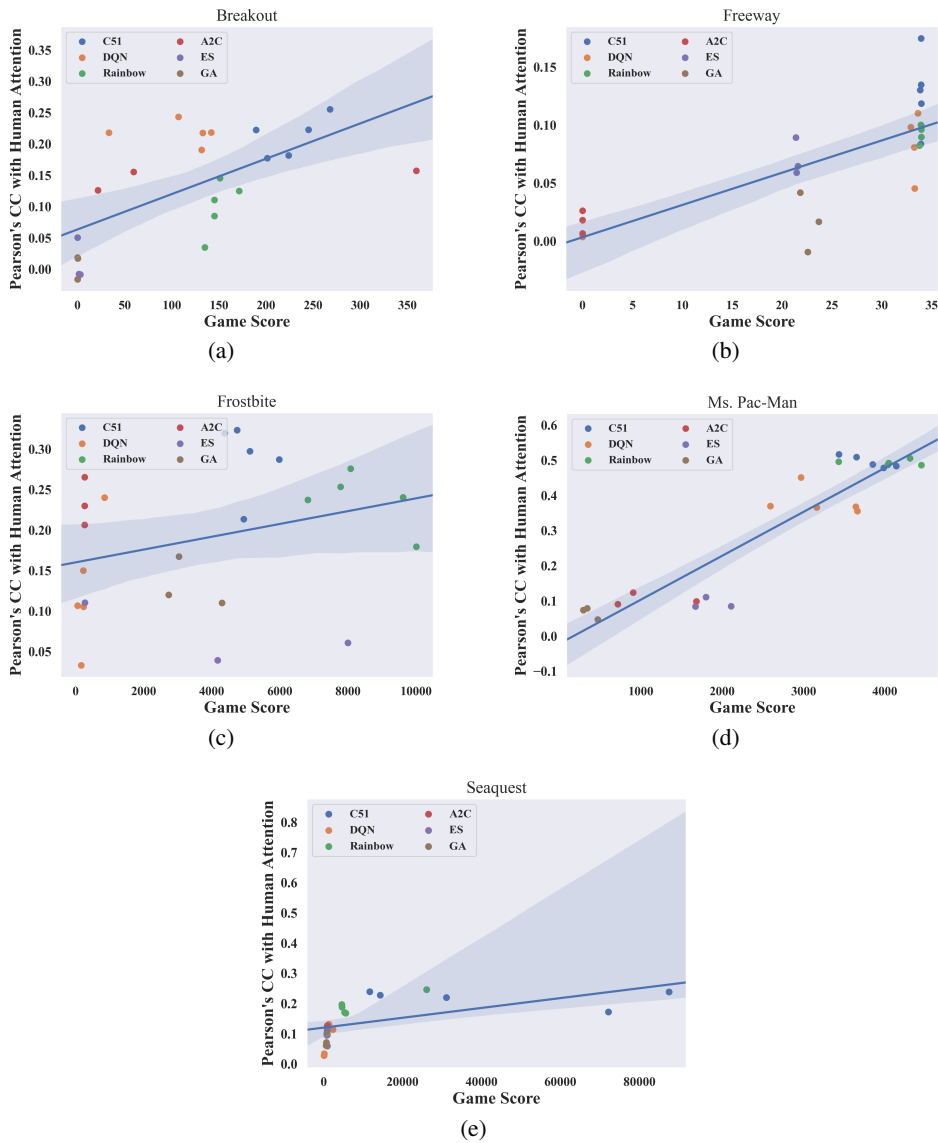 Breakout
Pearson's CC with Human Attention
C51 A2C
DQN ES
Rainbow GA
0.35
0.30
0.25
0.20
0.15
0.10
0.05
0.00
0 50 100 150 200 250 300 350
Game Score
(a)
Freeway
Pearson's CC with Human Attention
C51 A2C
DQN ES
Rainbow GA
0.15
0.10
0.05
0.00
0 5 10 15 20 25 30 35
Game Score
(b)
Frostbite
Pearson's CC with Human Attention
C51 A2C
DQN ES
Rainbow GA
0.30
0.25
0.20
0.15
0.10
0.05
0 2000 4000 6000 8000 10000
Game Score
(c)
Ms. Pac-Man
Pearson's CC with Human Attention
C51 A2C
DQN ES
Rainbow GA
0.6
0.5
0.4
0.3
0.2
0.1
0.0
−0.1
1000 2000 3000 4000
Game Score
(d)
Seaquest
Pearson's CC with Human Attention
C51 A2C
DQN ES
Rainbow GA
0.8
0.7
0.6
0.5
0.4
0.3
0.2
0.1
0.0
0 20000 40000 60000 80000
Game Score
(e)